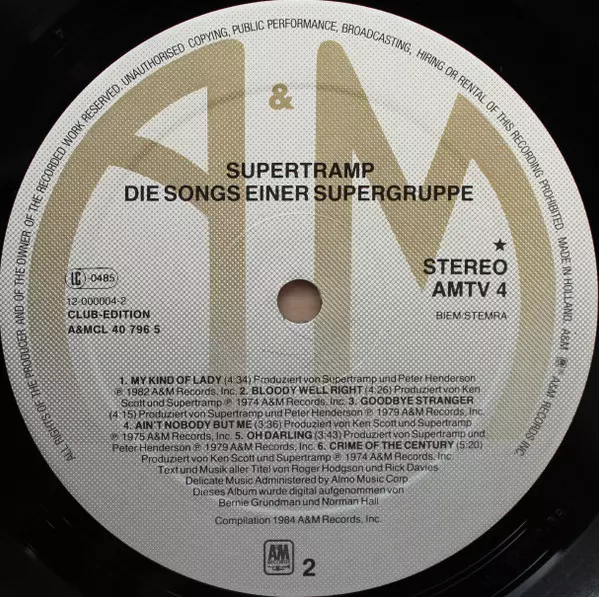 ALL RIGHTS OF THE PRODUCER AND OF THE OWNER OF THE RECORDED WORK RESERVED. UNAUTHORISED COPYING, PUBLIC PERFORMANCE, BROADCASTING, HIRING OR RENTAL OF THIS RECORDING PROHIBITED. MADE IN HOLLAND. A&M ® A&M RECORDS INC.
A & M
SUPERTRAMP
DIE SONGS EINER SUPERGRUPPE
LC -0485
12-000004-2
CLUB-EDITION
A&MCL 40 796 5
★
STEREO
AMTV 4
BIEM STEMRA
1. MY KIND OF LADY (4:34) Produziert von Supertramp und Peter Henderson
℗ 1982 A&M Records, Inc. 2. BLOODY WELL RIGHT (4:26) Produziert von Ken
Scott und Supertramp ℗ 1974 A&M Records, Inc. 3. GOODBYE STRANGER
(4:15) Produziert von Supertramp und Peter Henderson ℗ 1979 A&M Records, Inc.
4. AIN'T NOBODY BUT ME (3:36) Produziert von Ken Scott und Supertramp
℗ 1975 A&M Records, Inc. 5. OH DARLING (3:43) Produziert von Supertramp und
Peter Henderson ℗ 1979 A&M Records, Inc. 6. CRIME OF THE CENTURY (5:20)
Produziert von Ken Scott und Supertramp ℗ 1974 A&M Records, Inc.
Text und Musik aller Titel von Roger Hodgson und Rick Davies
Delicate Music Administered by Almo Music Corp
Dieses Album wurde digital aufgenommen von
Bernie Grundman und Norman Hall
Compilation 1984 A&M Records, Inc.
AM
RECORDS
2